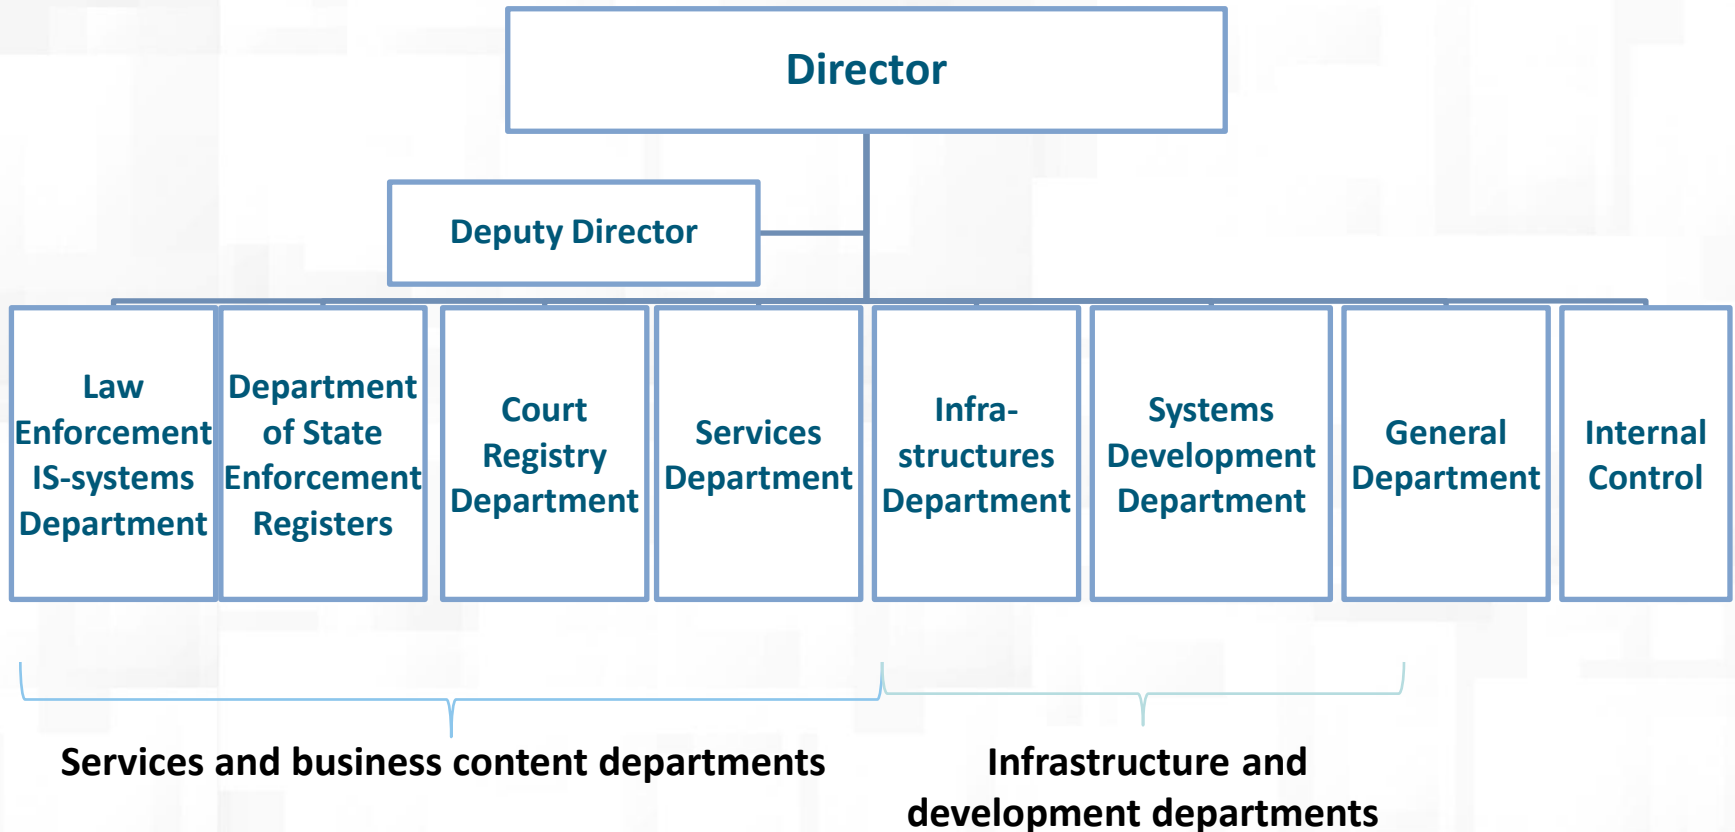 Director
Deputy Director
Law
Enforcement
IS-systems
Department
Department
of State
Enforcement
Registers
Court
Registry
Department
Services
Department
Infra-
structures
Department
Systems
Development
Department
General
Department
Internal
Control
Services and business content departments
Infrastructure and
development departments